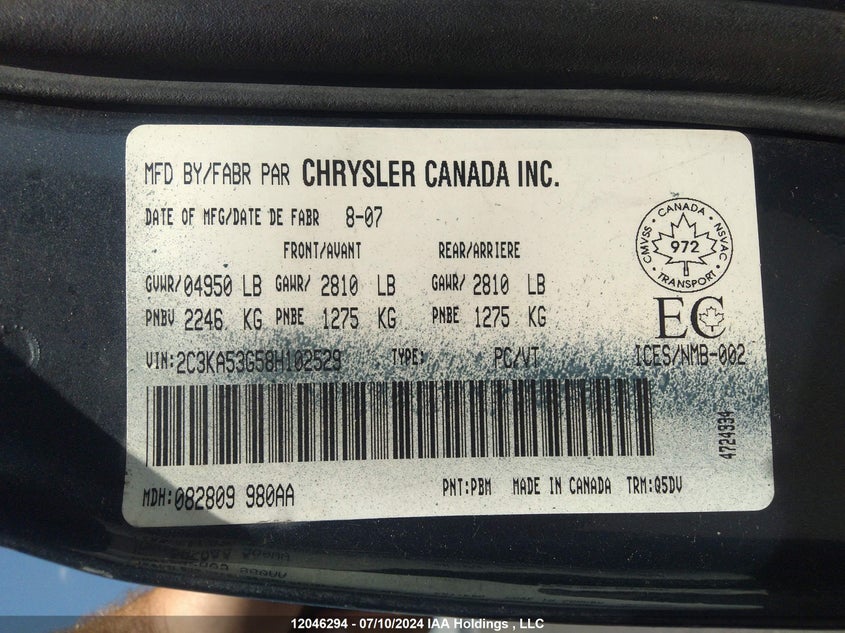 MFD BY/FABR PAR CHRYSLER CANADA INC.
DATE OF MFG/DATE DE FABR 8-07
FRONT/AVANT REAR/ARRIERE
GVWR/04950 LB GAWR/ 2810 LB GAWR/ 2810 LB
PNBV 2246 KG PNBE 1275 KG PNBE 1275 KG
CMVSS • CANADA • NSVAC • TRANSPORT •
972
EC
VIN:2C3KA53G58H102529 TYPE: PC/VT ICES/NMB-002
4724334
MDH:082809 980AA PNT:PBM MADE IN CANADA TRM:Q5DV
12046294 - 07/10/2024 IAA Holdings , LLC